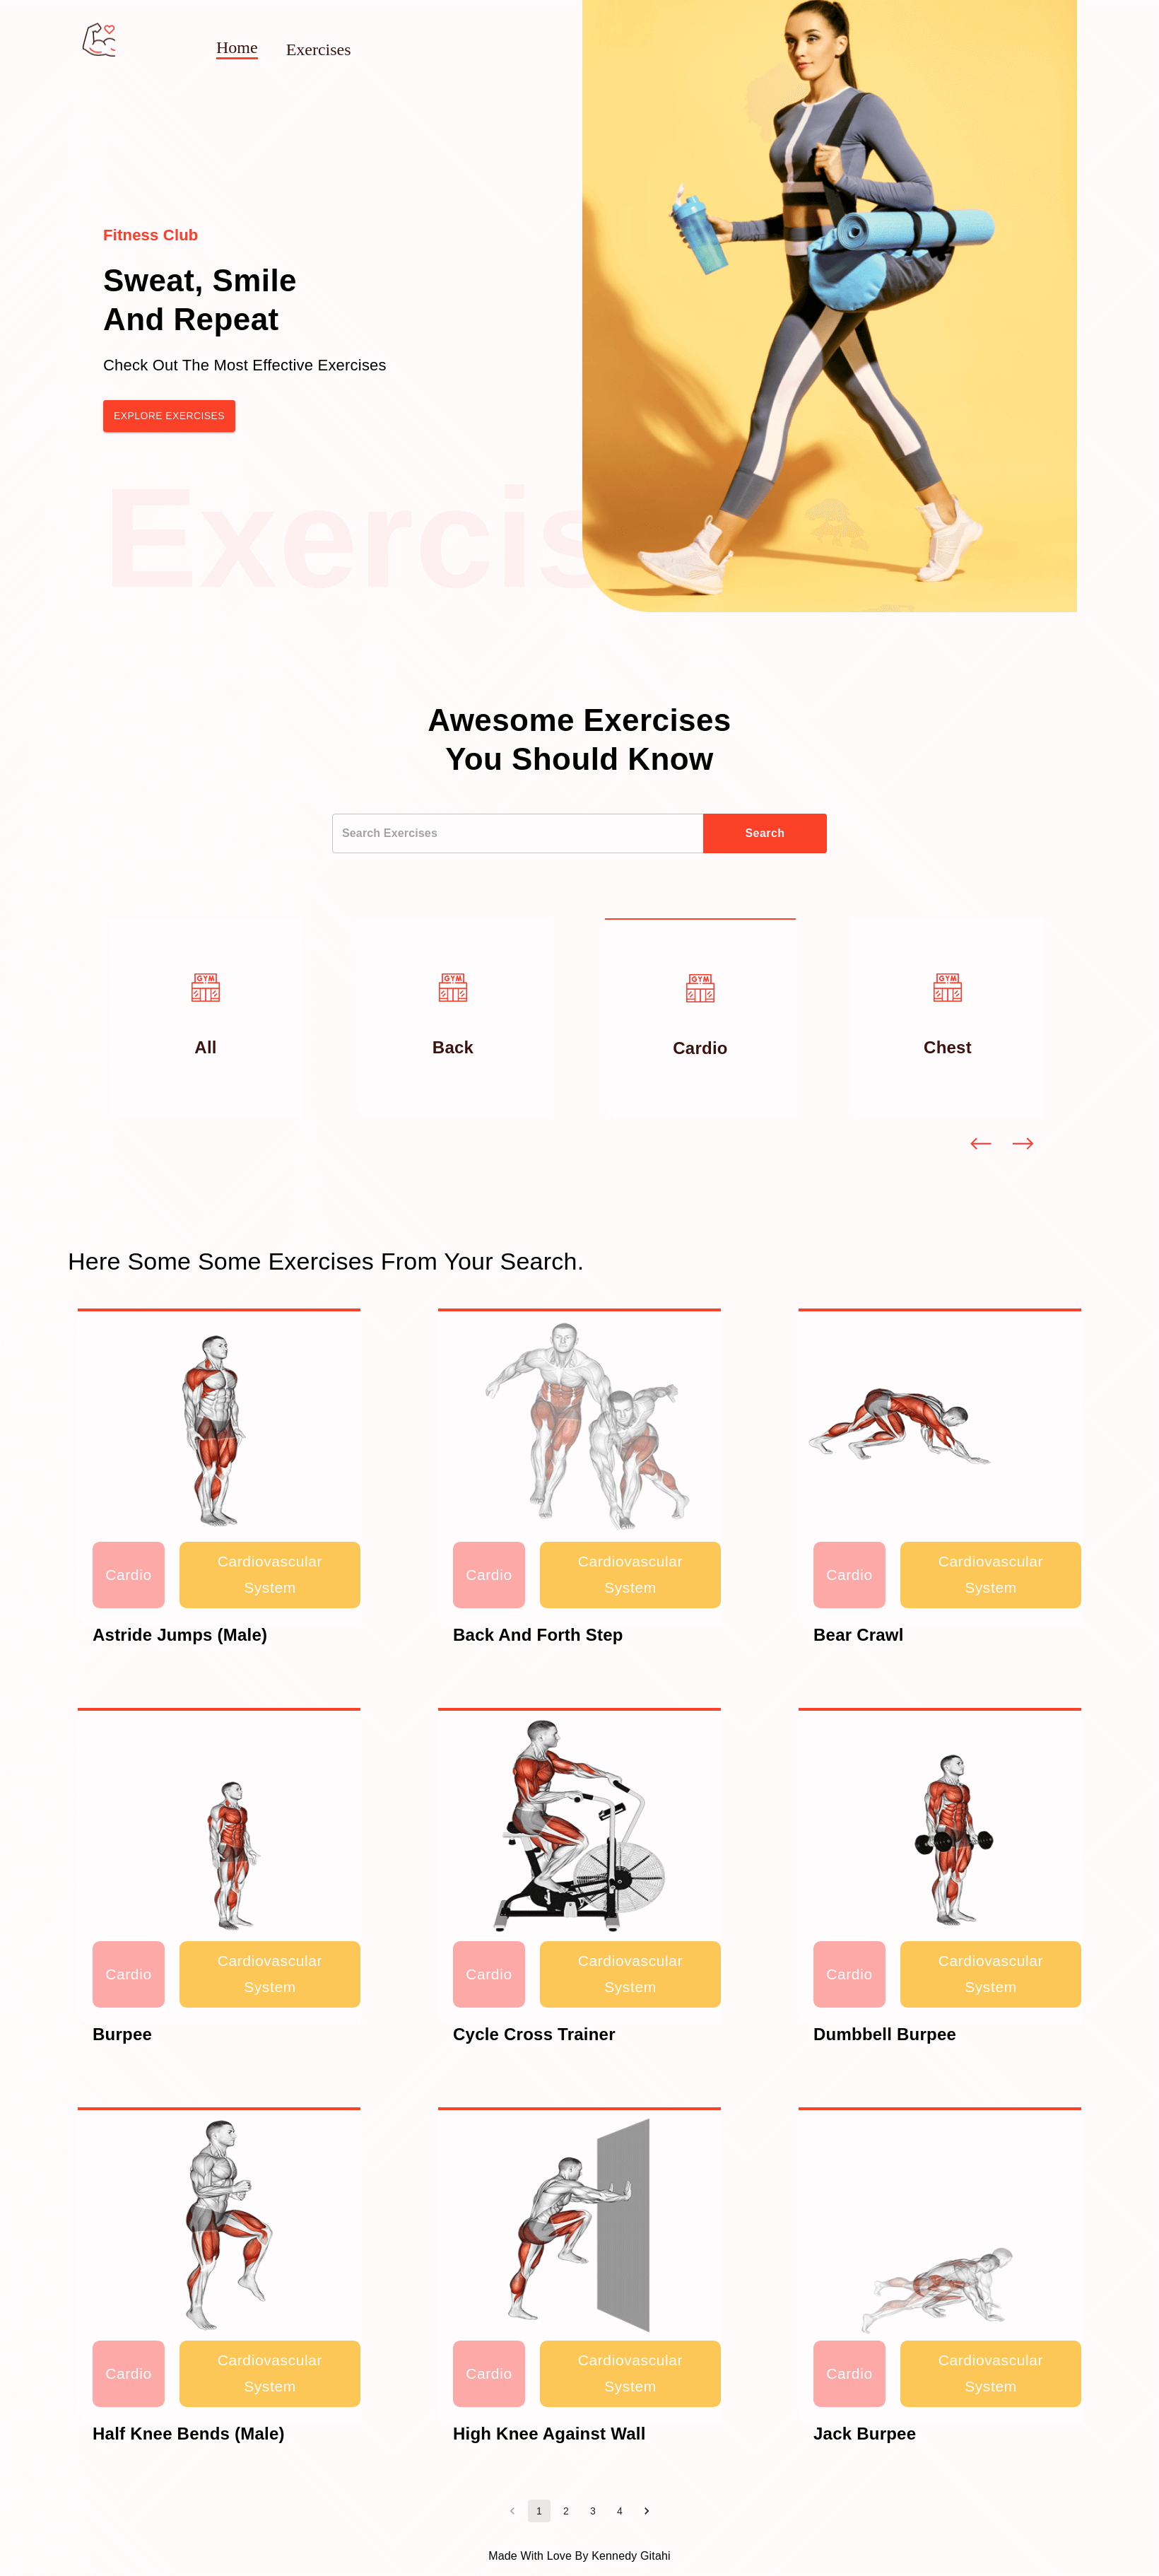 Home
Exercises
Fitness Club
Sweat, Smile
And Repeat
Check Out The Most Effective Exercises
EXPLORE EXERCISES
Exercis
Awesome Exercises
You Should Know
Search Exercises
Search
GYM
GYM
GYM
GYM
All
Back
Cardio
Chest
Here Some Some Exercises From Your Search.
Cardio
Cardiovascular
System
Astride Jumps (Male)
Cardio
Cardiovascular
System
Back And Forth Step
Cardio
Cardiovascular
System
Bear Crawl
Cardio
Cardiovascular
System
Burpee
Cardio
Cardiovascular
System
Cycle Cross Trainer
Cardio
Cardiovascular
System
Dumbbell Burpee
Cardio
Cardiovascular
System
Half Knee Bends (Male)
Cardio
Cardiovascular
System
High Knee Against Wall
Cardio
Cardiovascular
System
Jack Burpee
1 2 3 4
Made With Love By Kennedy Gitahi